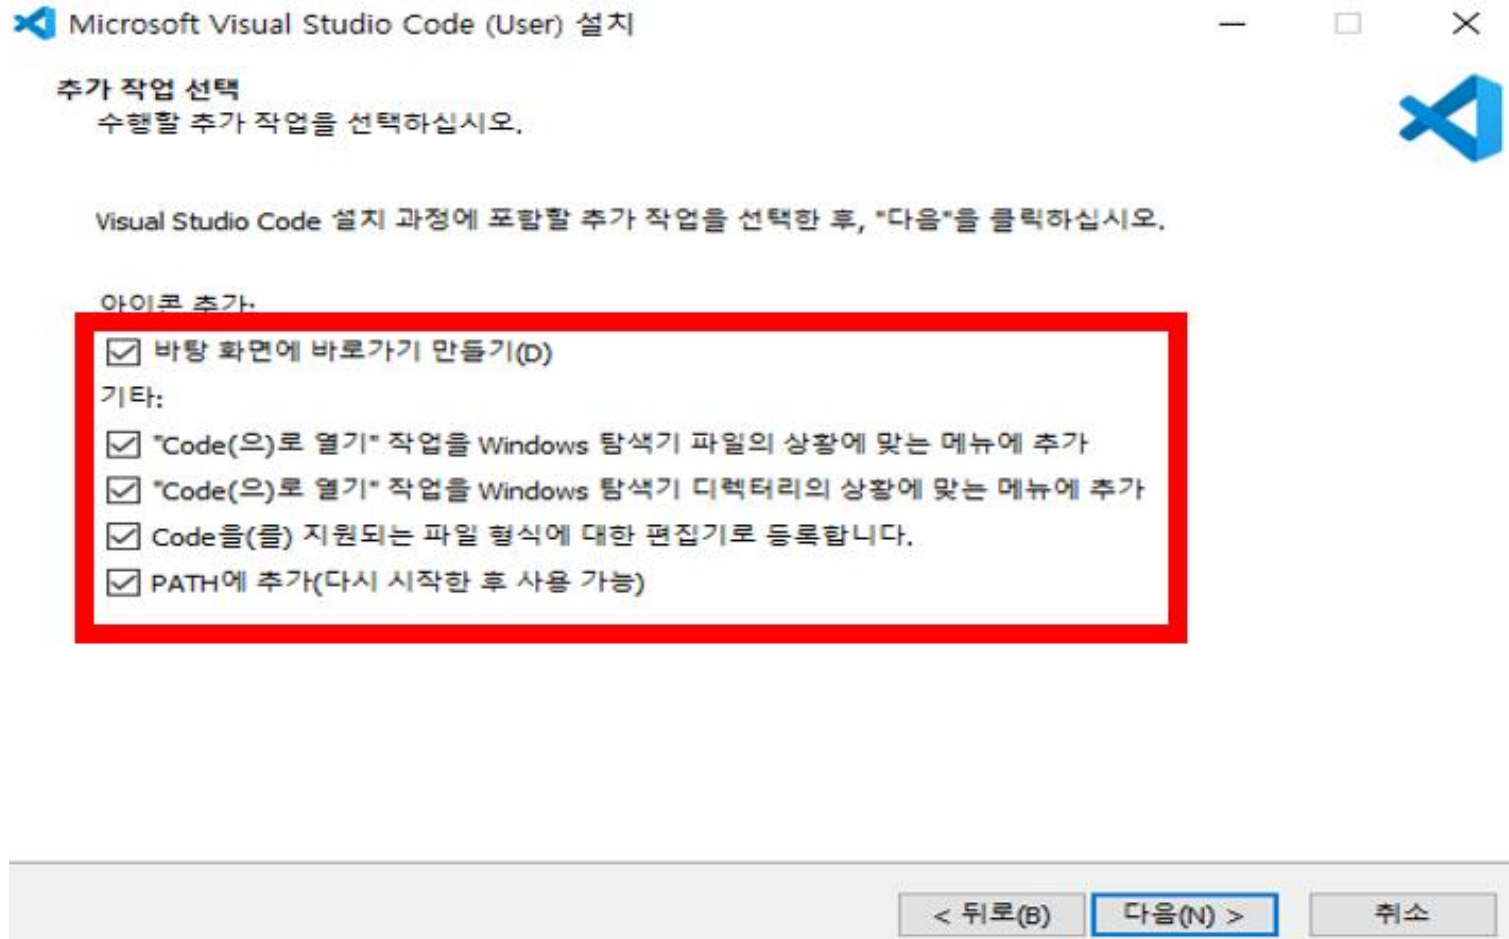 Microsoft Visual Studio Code (User) 설치
추가 작업 선택
수행할 추가 작업을 선택하십시오.
Visual Studio Code 설치 과정에 포함할 추가 작업을 선택한 후, "다음"을 클릭하십시오.
아이콘 추가:
바탕 화면에 바로가기 만들기(D)
기타:
"Code(으)로 열기" 작업을 Windows 탐색기 파일의 상황에 맞는 메뉴에 추가
"Code(으)로 열기" 작업을 Windows 탐색기 디렉터리의 상황에 맞는 메뉴에 추가
Code을(를) 지원되는 파일 형식에 대한 편집기로 등록합니다.
PATH에 추가(다시 시작한 후 사용 가능)
< 뒤로(B) 다음(N) > 취소